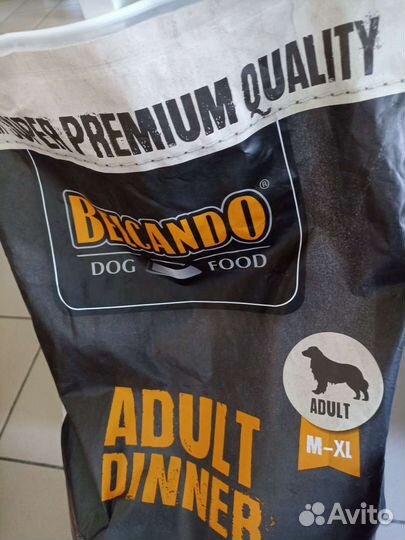 SUPER PREMIUM QUALITY
BELCANDO®
DOG FOOD
ADULT
M-XL
ADULT
DINNER
Avito